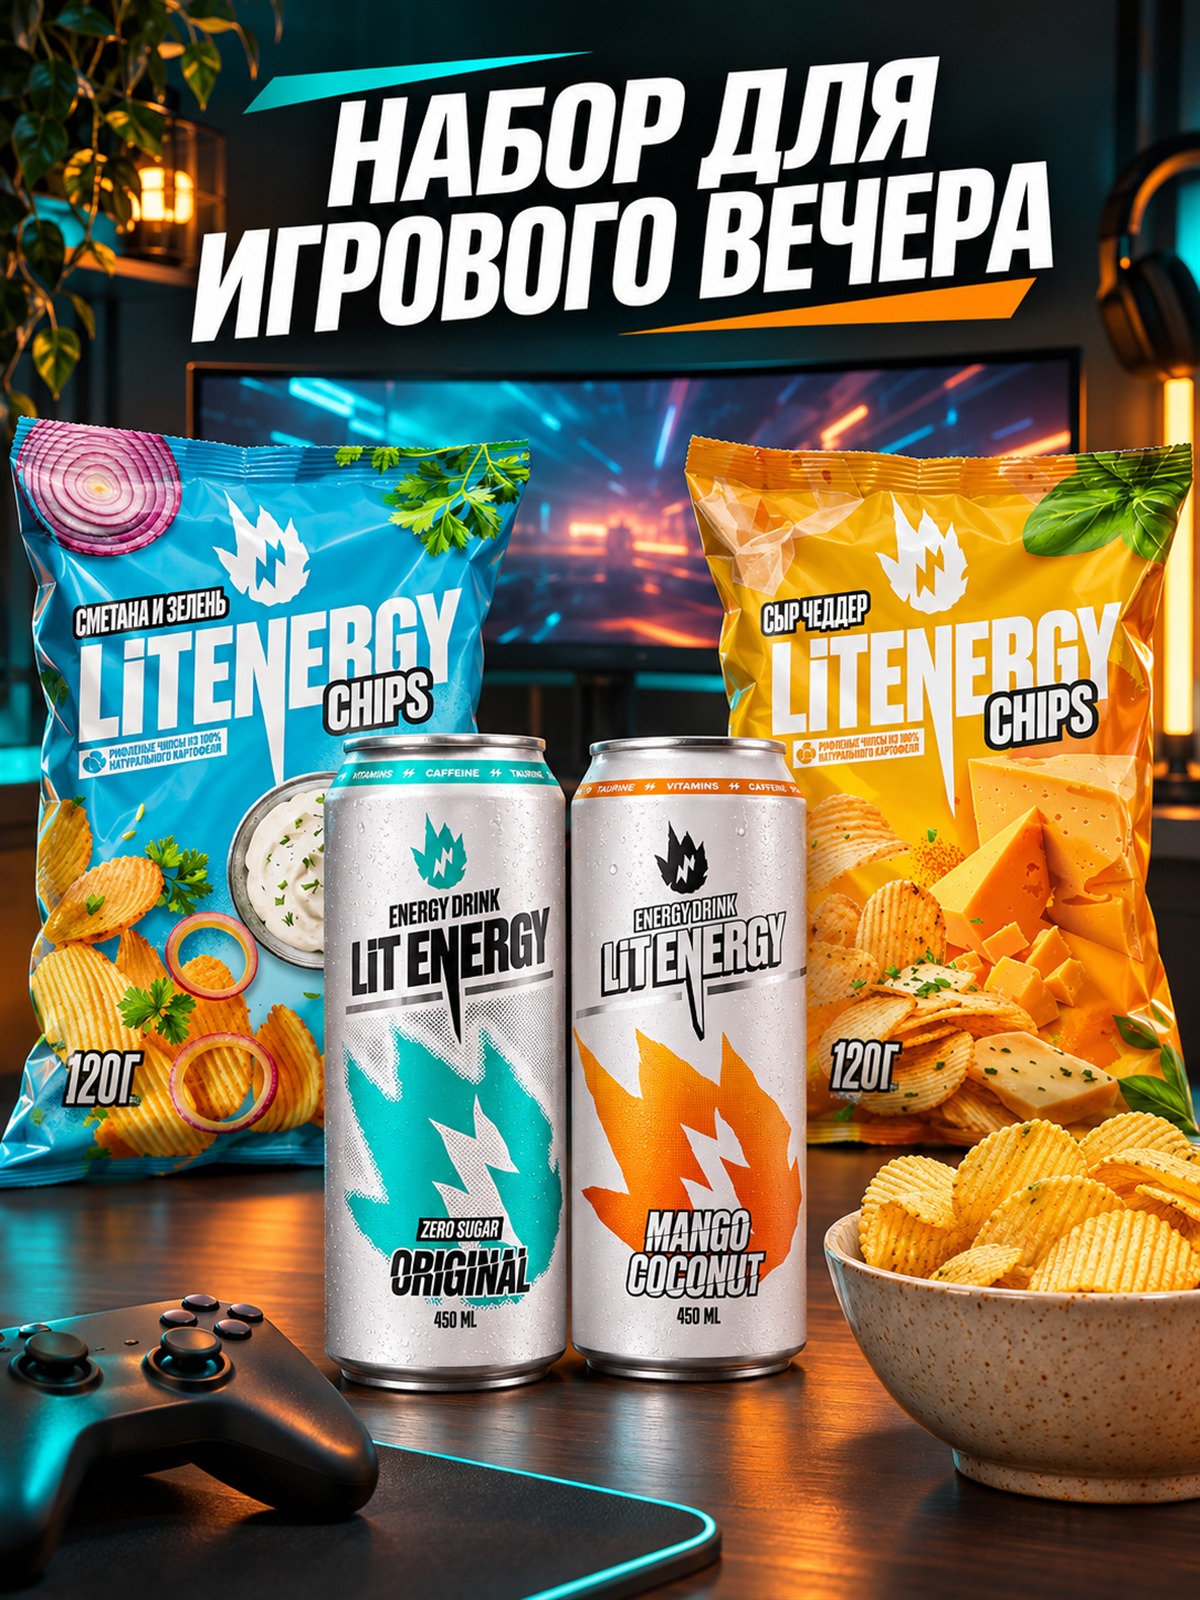 НАБОР ДЛЯ
ИГРОВОГО ВЕЧЕРА
СМЕТАНА И ЗЕЛЕНЬ
LiTENERGY
CHIPS
РИФЛЕНЫЕ ЧИПСЫ ИЗ 100%
НАТУРАЛЬНОГО КАРТОФЕЛЯ
120Г
СЫР ЧЕДДЕР
LiTENERGY
CHIPS
РИФЛЕНЫЕ ЧИПСЫ ИЗ 100%
НАТУРАЛЬНОГО КАРТОФЕЛЯ
120Г
VITAMINS CAFFEINE TAURINE
ENERGY DRINK
LiT ENERGY
ZERO SUGAR
ORIGINAL
450 ML
TAURINE VITAMINS CAFFEINE
ENERGY DRINK
LiT ENERGY
MANGO
COCONUT
450 ML